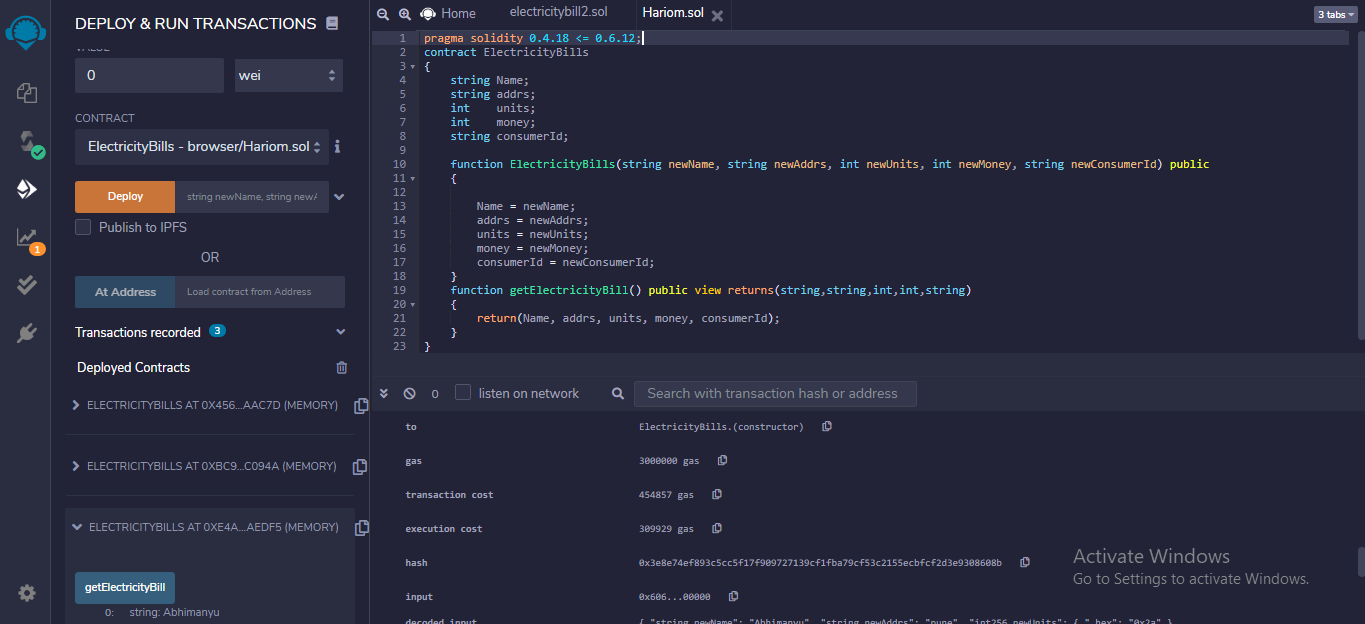 DEPLOY & RUN TRANSACTIONS
VALUE
0 wei
CONTRACT
ElectricityBills - browser/Hariom.sol
Deploy string newName, string newA
Publish to IPFS
OR
At Address Load contract from Address
Transactions recorded 3
Deployed Contracts
ELECTRICITYBILLS AT 0X456...AAC7D (MEMORY)
ELECTRICITYBILLS AT 0XBC9...C094A (MEMORY)
ELECTRICITYBILLS AT 0XE4A...AEDF5 (MEMORY)
getElectricityBill
0: string: Abhimanyu
1
Home electricitybill2.sol Hariom.sol 3 tabs
1 pragma solidity 0.4.18 <= 0.6.12;
2 contract ElectricityBills
3 {
4 string Name;
5 string addrs;
6 int units;
7 int money;
8 string consumerId;
9
10 function ElectricityBills(string newName, string newAddrs, int newUnits, int newMoney, string newConsumerId) public
11 {
12
13 Name = newName;
14 addrs = newAddrs;
15 units = newUnits;
16 money = newMoney;
17 consumerId = newConsumerId;
18 }
19 function getElectricityBill() public view returns(string,string,int,int,string)
20 {
21 return(Name, addrs, units, money, consumerId);
22 }
23 }
0 listen on network Search with transaction hash or address
to ElectricityBills.(constructor)
gas 3000000 gas
transaction cost 454857 gas
execution cost 309929 gas
hash 0x3e8e74ef893c5cc5f17f909727139cf1fba79cf53c2155ecbfcf2d3e9308608b
input 0x606...00000
decoded input { "string newName": "Abhimanyu", "string newAddrs": "pune", "int256 newUnits": { "_hex": "0x2a" }
Activate Windows
Go to Settings to activate Windows.